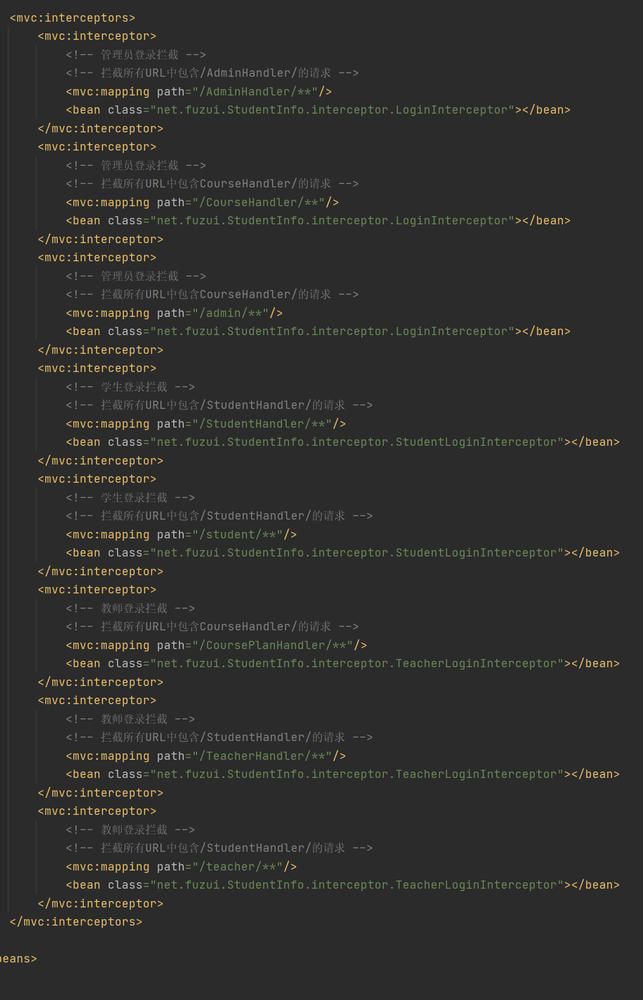 <mvc:interceptors>
<mvc:interceptor>
<!-- 管理员登录拦截 -->
<!-- 拦截所有URL中包含/AdminHandler/的请求 -->
<mvc:mapping path="/AdminHandler/**"/>
<bean class="net.fuzui.StudentInfo.interceptor.LoginInterceptor"></bean>
</mvc:interceptor>
<mvc:interceptor>
<!-- 管理员登录拦截 -->
<!-- 拦截所有URL中包含CourseHandler/的请求 -->
<mvc:mapping path="/CourseHandler/**"/>
<bean class="net.fuzui.StudentInfo.interceptor.LoginInterceptor"></bean>
</mvc:interceptor>
<mvc:interceptor>
<!-- 管理员登录拦截 -->
<!-- 拦截所有URL中包含CourseHandler/的请求 -->
<mvc:mapping path="/admin/**"/>
<bean class="net.fuzui.StudentInfo.interceptor.LoginInterceptor"></bean>
</mvc:interceptor>
<mvc:interceptor>
<!-- 学生登录拦截 -->
<!-- 拦截所有URL中包含/StudentHandler/的请求 -->
<mvc:mapping path="/StudentHandler/**"/>
<bean class="net.fuzui.StudentInfo.interceptor.StudentLoginInterceptor"></bean>
</mvc:interceptor>
<mvc:interceptor>
<!-- 学生登录拦截 -->
<!-- 拦截所有URL中包含/StudentHandler/的请求 -->
<mvc:mapping path="/student/**"/>
<bean class="net.fuzui.StudentInfo.interceptor.StudentLoginInterceptor"></bean>
</mvc:interceptor>
<mvc:interceptor>
<!-- 教师登录拦截 -->
<!-- 拦截所有URL中包含CourseHandler/的请求 -->
<mvc:mapping path="/CoursePlanHandler/**"/>
<bean class="net.fuzui.StudentInfo.interceptor.TeacherLoginInterceptor"></bean>
</mvc:interceptor>
<mvc:interceptor>
<!-- 教师登录拦截 -->
<!-- 拦截所有URL中包含/StudentHandler/的请求 -->
<mvc:mapping path="/TeacherHandler/**"/>
<bean class="net.fuzui.StudentInfo.interceptor.TeacherLoginInterceptor"></bean>
</mvc:interceptor>
<mvc:interceptor>
<!-- 教师登录拦截 -->
<!-- 拦截所有URL中包含/StudentHandler/的请求 -->
<mvc:mapping path="/teacher/**"/>
<bean class="net.fuzui.StudentInfo.interceptor.TeacherLoginInterceptor"></bean>
</mvc:interceptor>
</mvc:interceptors>
beans>